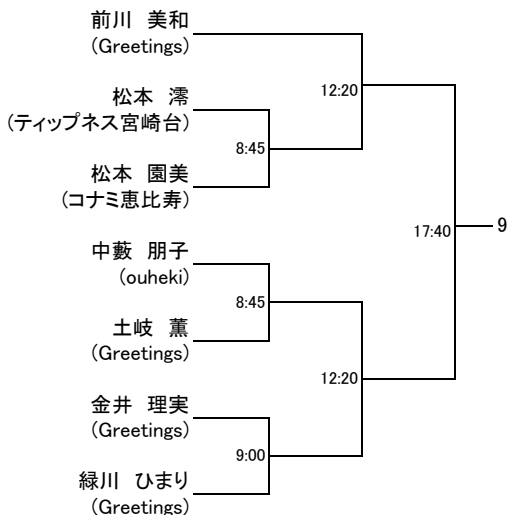 前川　美和
(Greetings)
12:20
松本　澪
(ティップネス宮崎台)
8:45
松本　園美
(コナミ恵比寿)
17:40
9
中藪　朋子
(ouheki)
8:45
土岐　薫
(Greetings)
12:20
金井　理実
(Greetings)
9:00
緑川　ひまり
(Greetings)